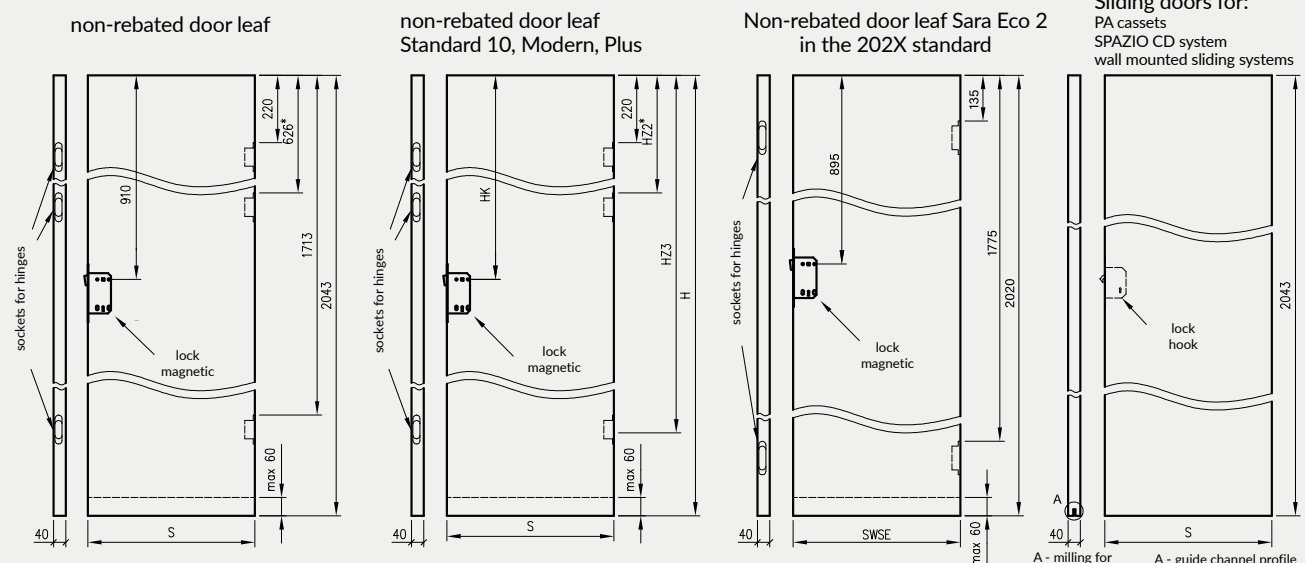 non-rebated door leaf
220
626*
910
1713
2043
sockets for hinges
lock
magnetic
max 60
40
S
non-rebated door leaf
Standard 10, Modern, Plus
220
HZ2*
HK
HZ3
H
sockets for hinges
lock
magnetic
max 60
40
S
Non-rebated door leaf Sara Eco 2
in the 202X standard
135
895
1775
2020
sockets for hinges
lock
magnetic
max 60
40
SWSE
Sliding doors for:
PA cassets
SPAZIO CD system
wall mounted sliding systems
2043
lock
hook
A
40
S
A - milling for
A - guide channel profile